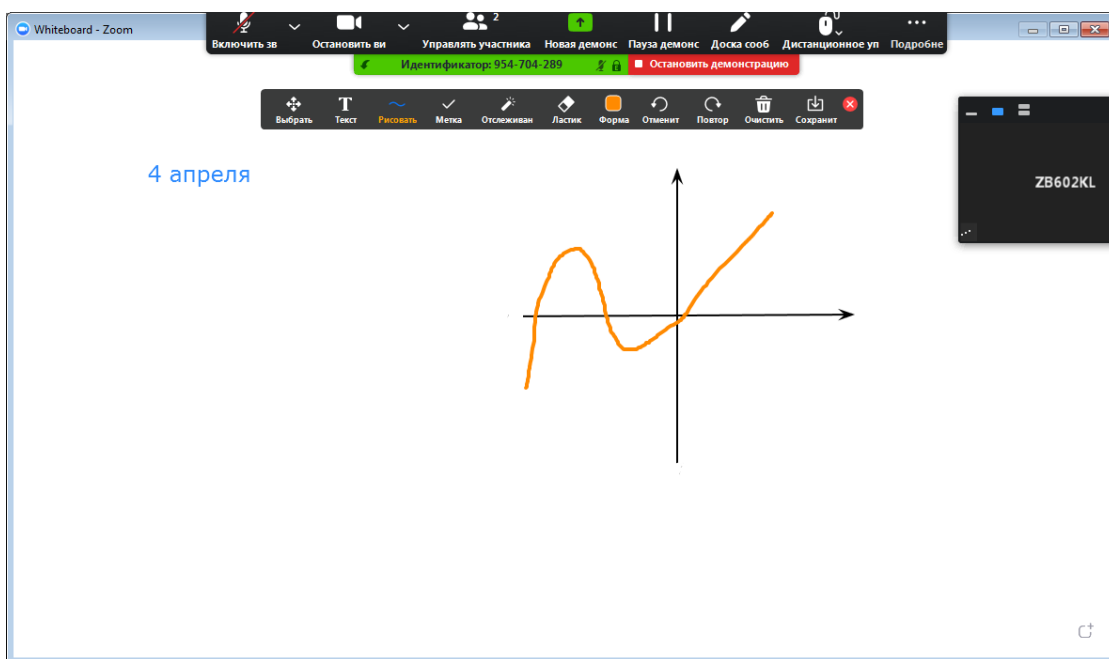 Whiteboard - Zoom
2
Включить зв Остановить ви Управлять участника Новая демонс Пауза демонс Доска сооб Дистанционное уп Подробне
Идентификатор: 954-704-289 Остановить демонстрацию
Выбрать Текст Рисовать Метка Отслеживан Ластик Форма Отменит Повтор Очистить Сохранит
4 апреля
ZB602KL